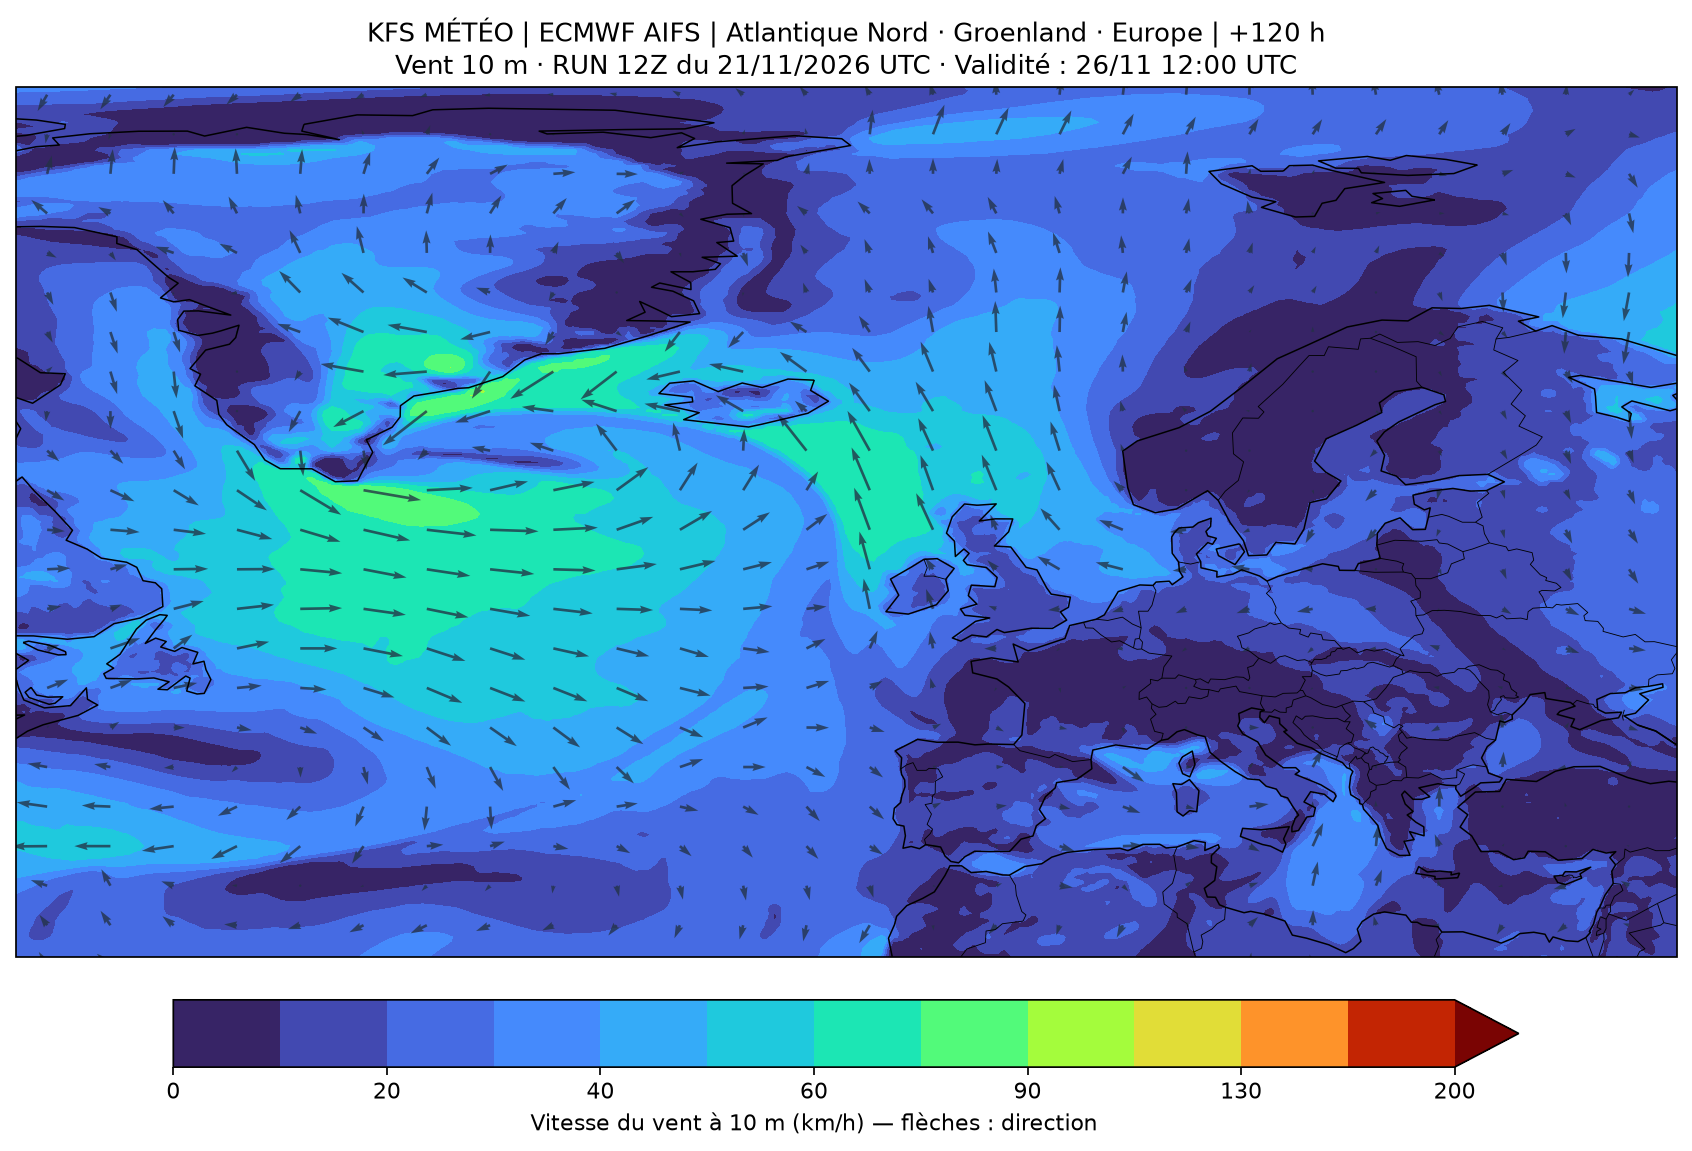 KFS MÉTÉO | ECMWF AIFS | Atlantique Nord · Groenland · Europe | +120 h
Vent 10 m · RUN 12Z du 21/11/2026 UTC · Validité : 26/11 12:00 UTC
0 20 40 60 90 130 200
Vitesse du vent à 10 m (km/h) — flèches : direction